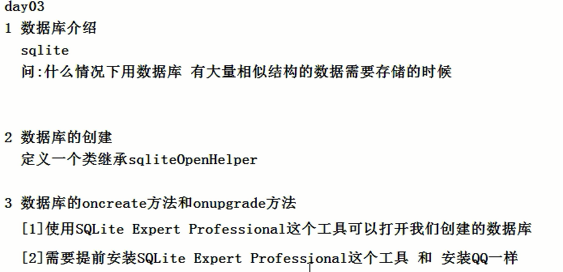 day03
1 数据库介绍
sqlite
问:什么情况下用数据库 有大量相似结构的数据需要存储的时候
2 数据库的创建
定义一个类继承sqliteOpenHelper
3 数据库的oncreate方法和onupgrade方法
[1]使用SQLite Expert Professional这个工具可以打开我们创建的数据库
[2]需要提前安装SQLite Expert Professional这个工具 和 安装QQ一样